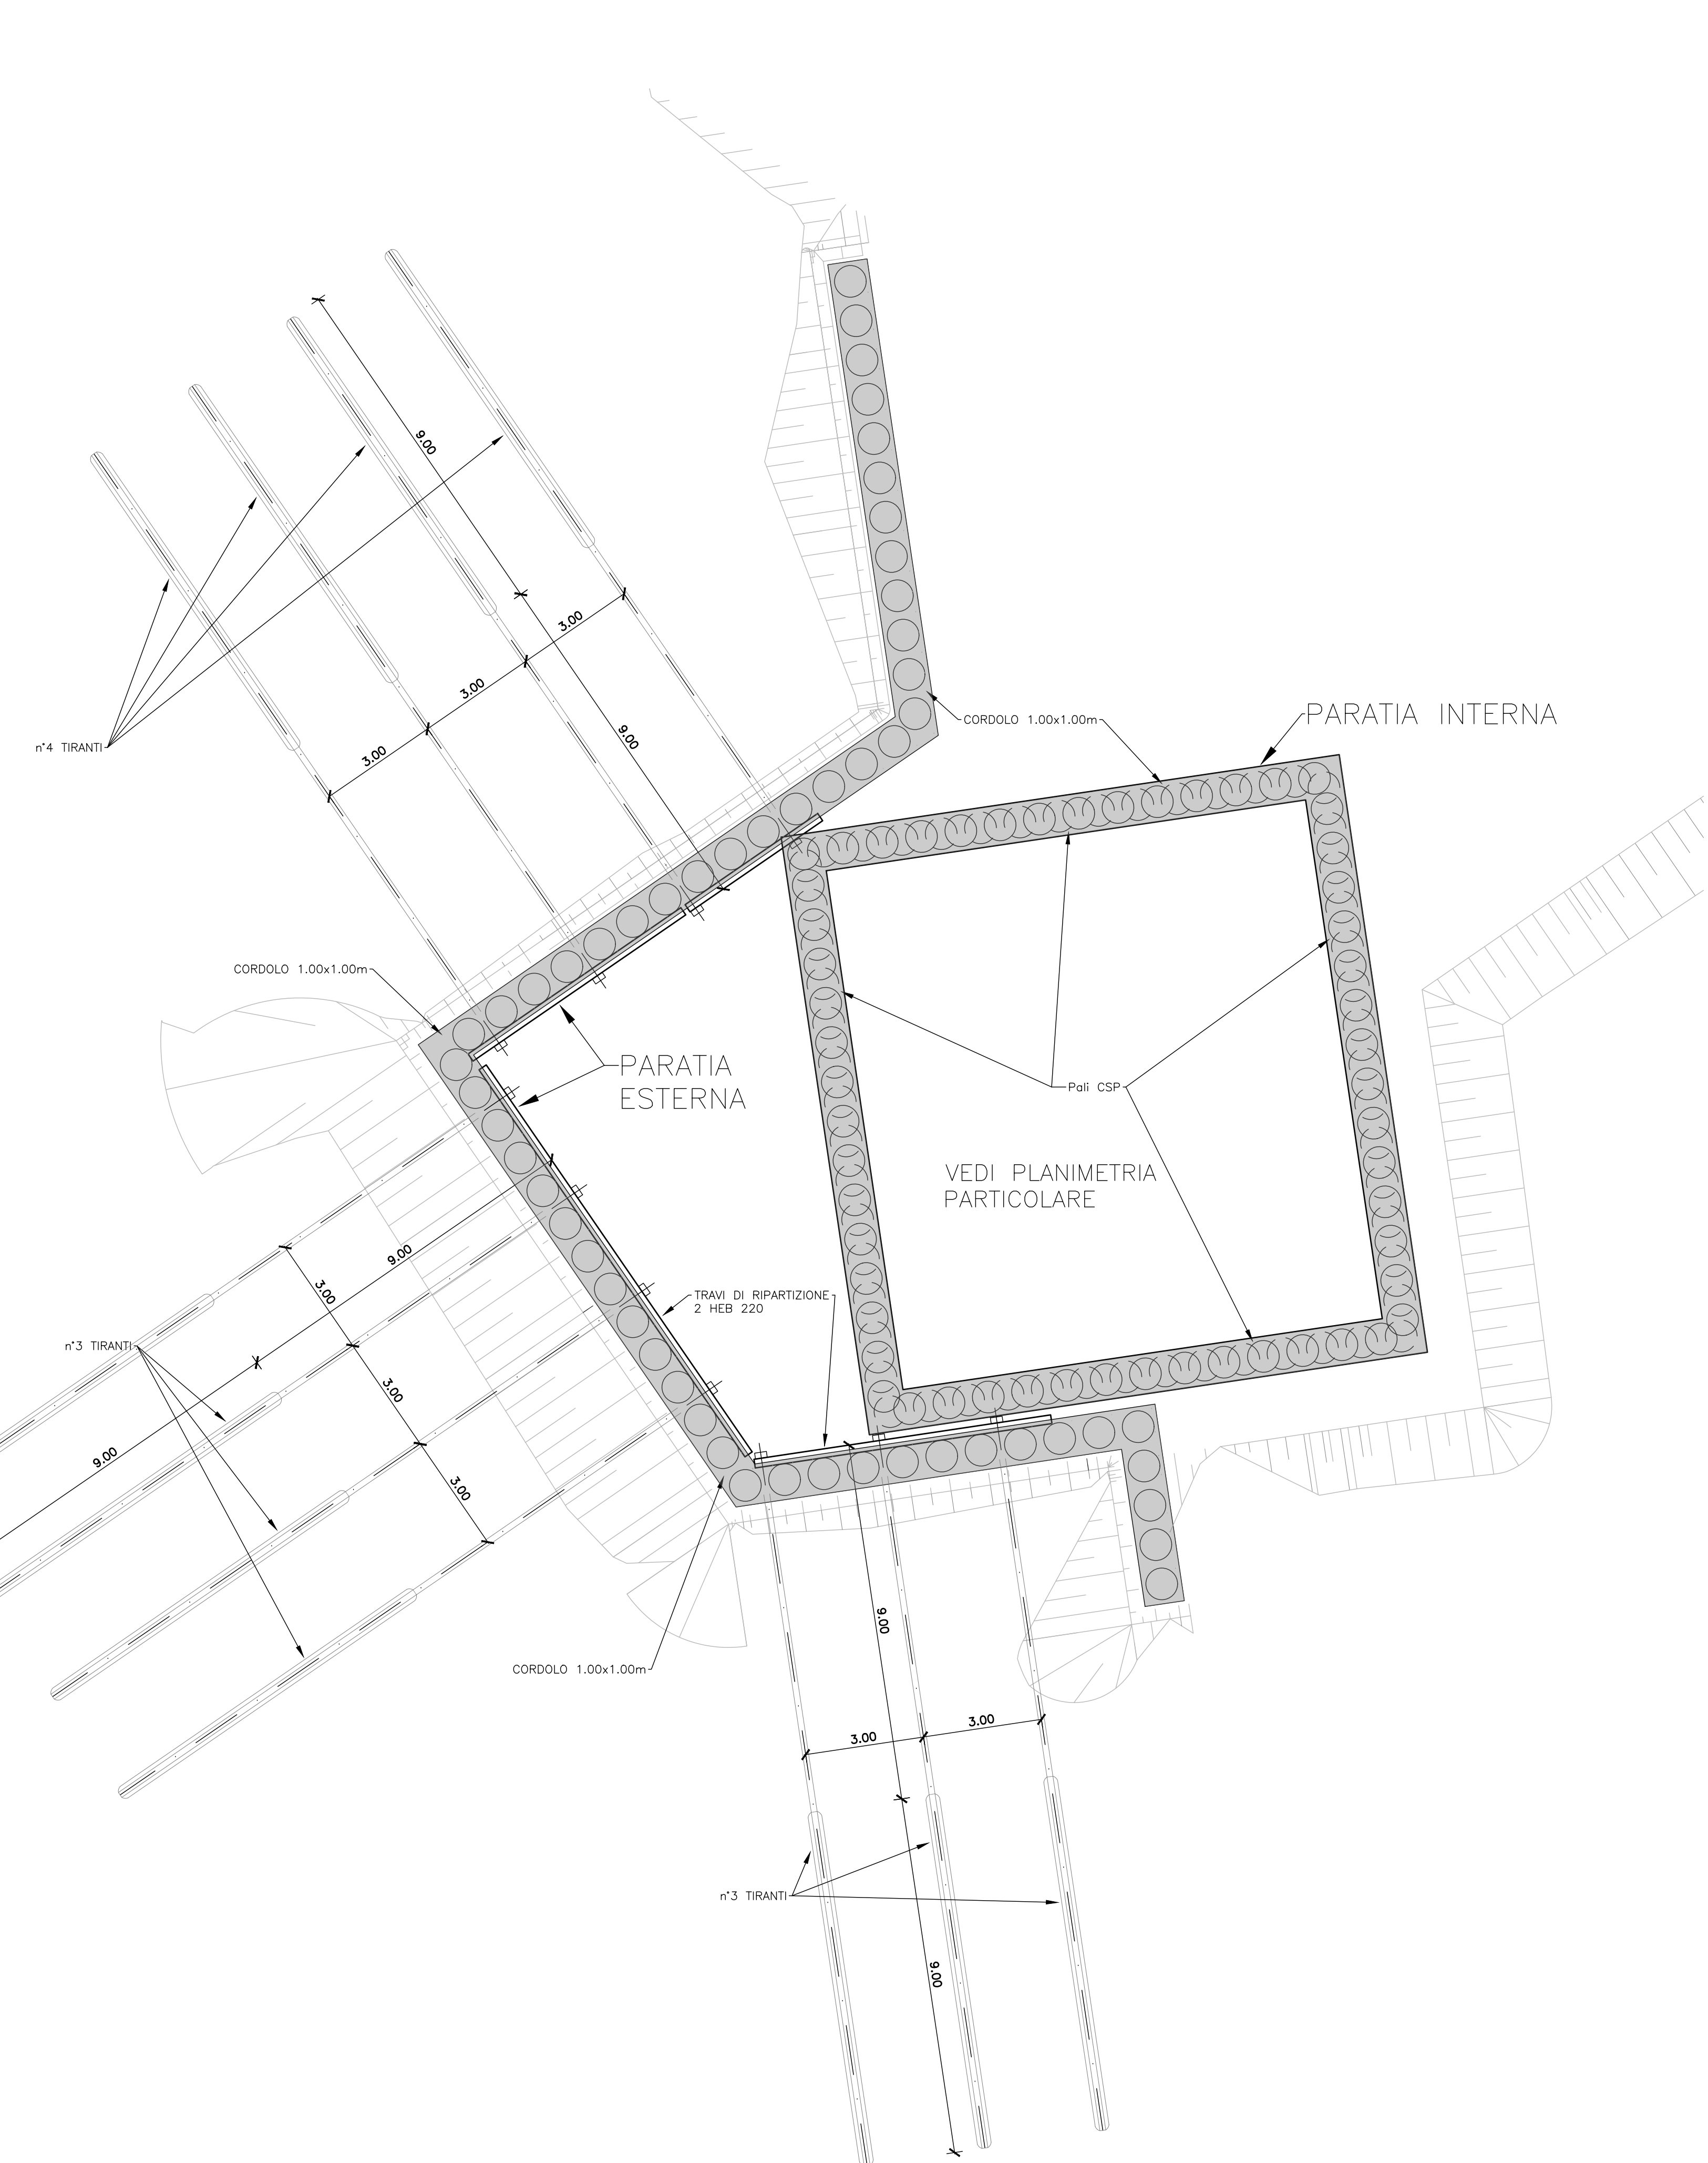 9.00
3.00
3.00
9.00
3.00
n°4 TIRANTI
CORDOLO 1.00x1.00m
PARATIA INTERNA
CORDOLO 1.00x1.00m
PARATIA
ESTERNA
Pali CSP
VEDI PLANIMETRIA
PARTICOLARE
9.00
3.00
TRAVI DI RIPARTIZIONE
2 HEB 220
n°3 TIRANTI
3.00
9.00
3.00
9.00
CORDOLO 1.00x1.00m
3.00
3.00
n°3 TIRANTI
9.00